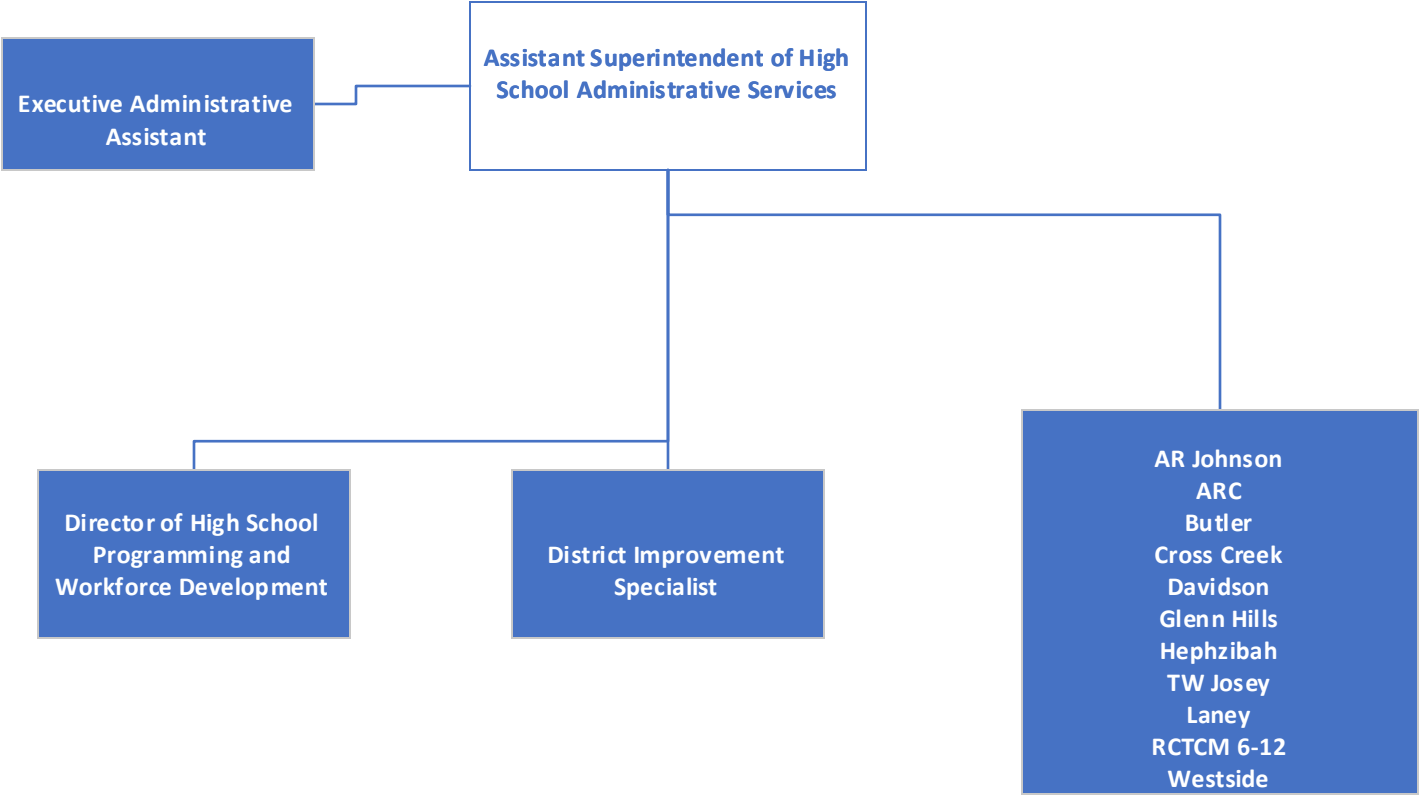 Assistant Superintendent of High
School Administrative Services
Executive Administrative
Assistant
Director of High School
Programming and
Workforce Development
District Improvement
Specialist
AR Johnson
ARC
Butler
Cross Creek
Davidson
Glenn Hills
Hephzibah
TW Josey
Laney
RCTCM 6-12
Westside